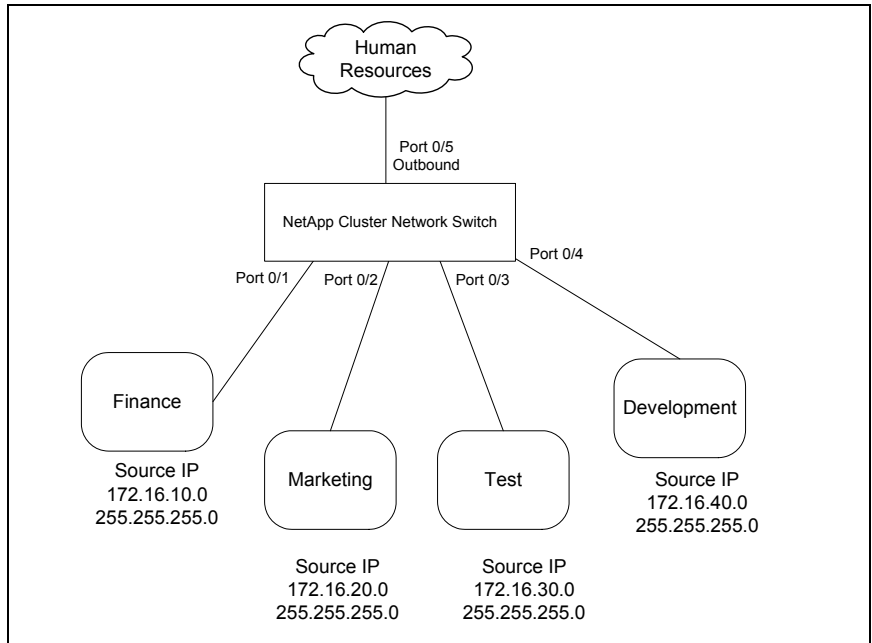 Human
Resources
Port 0/5
Outbound
NetApp Cluster Network Switch
Port 0/1
Port 0/2
Port 0/3
Port 0/4
Finance
Source IP
172.16.10.0
255.255.255.0
Marketing
Source IP
172.16.20.0
255.255.255.0
Test
Source IP
172.16.30.0
255.255.255.0
Development
Source IP
172.16.40.0
255.255.255.0